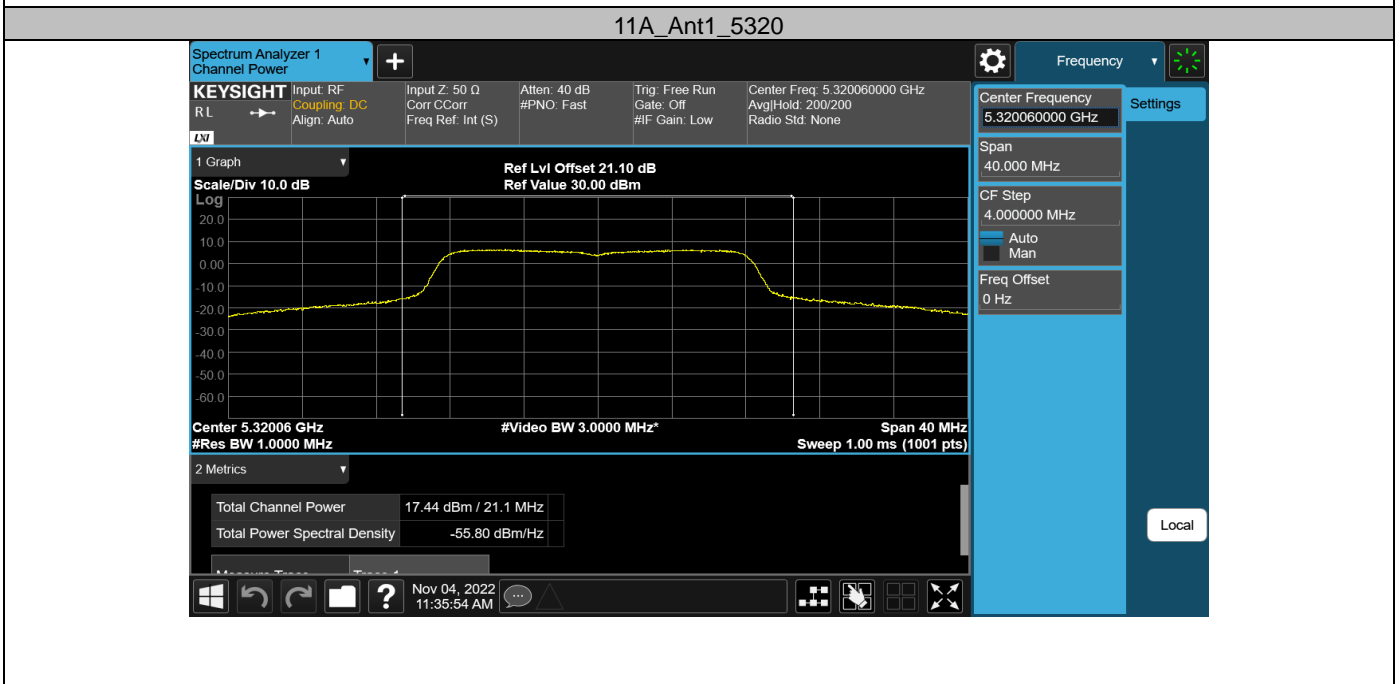 11A_Ant1_5320
Spectrum Analyzer 1
Channel Power
+
Frequency
KEYSIGHT
R L
LXI
Input: RF
Coupling: DC
Align: Auto
Input Z: 50 Ω
Corr CCorr
Freq Ref: Int (S)
Atten: 40 dB
#PNO: Fast
Trig: Free Run
Gate: Off
#IF Gain: Low
Center Freq: 5.320060000 GHz
Avg|Hold: 200/200
Radio Std: None
Center Frequency
5.320060000 GHz
Settings
Span
40.000 MHz
CF Step
4.000000 MHz
Auto
Man
Freq Offset
0 Hz
Local
1 Graph
Ref Lvl Offset 21.10 dB
Scale/Div 10.0 dB
Ref Value 30.00 dBm
Log
20.0
10.0
0.00
-10.0
-20.0
-30.0
-40.0
-50.0
-60.0
Center 5.32006 GHz
#Video BW 3.0000 MHz*
Span 40 MHz
#Res BW 1.0000 MHz
Sweep 1.00 ms (1001 pts)
2 Metrics
Total Channel Power
17.44 dBm / 21.1 MHz
Total Power Spectral Density
-55.80 dBm/Hz
Measure Trace
Trace 1
?
Nov 04, 2022
11:35:54 AM